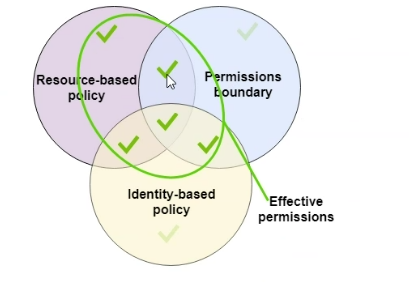 Resource-based
policy
Permissions
boundary
Identity-based
policy
Effective
permissions